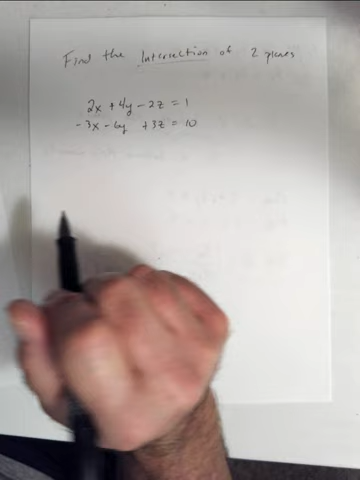 Find the Intersection of 2 planes
2x + 4y - 2z = 1
-3x - 6y + 3z = 10